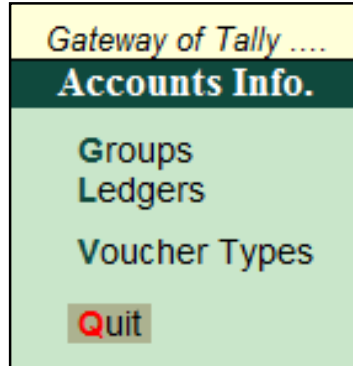 Gateway of Tally ....
Accounts Info.
Groups
Ledgers
Voucher Types
Quit